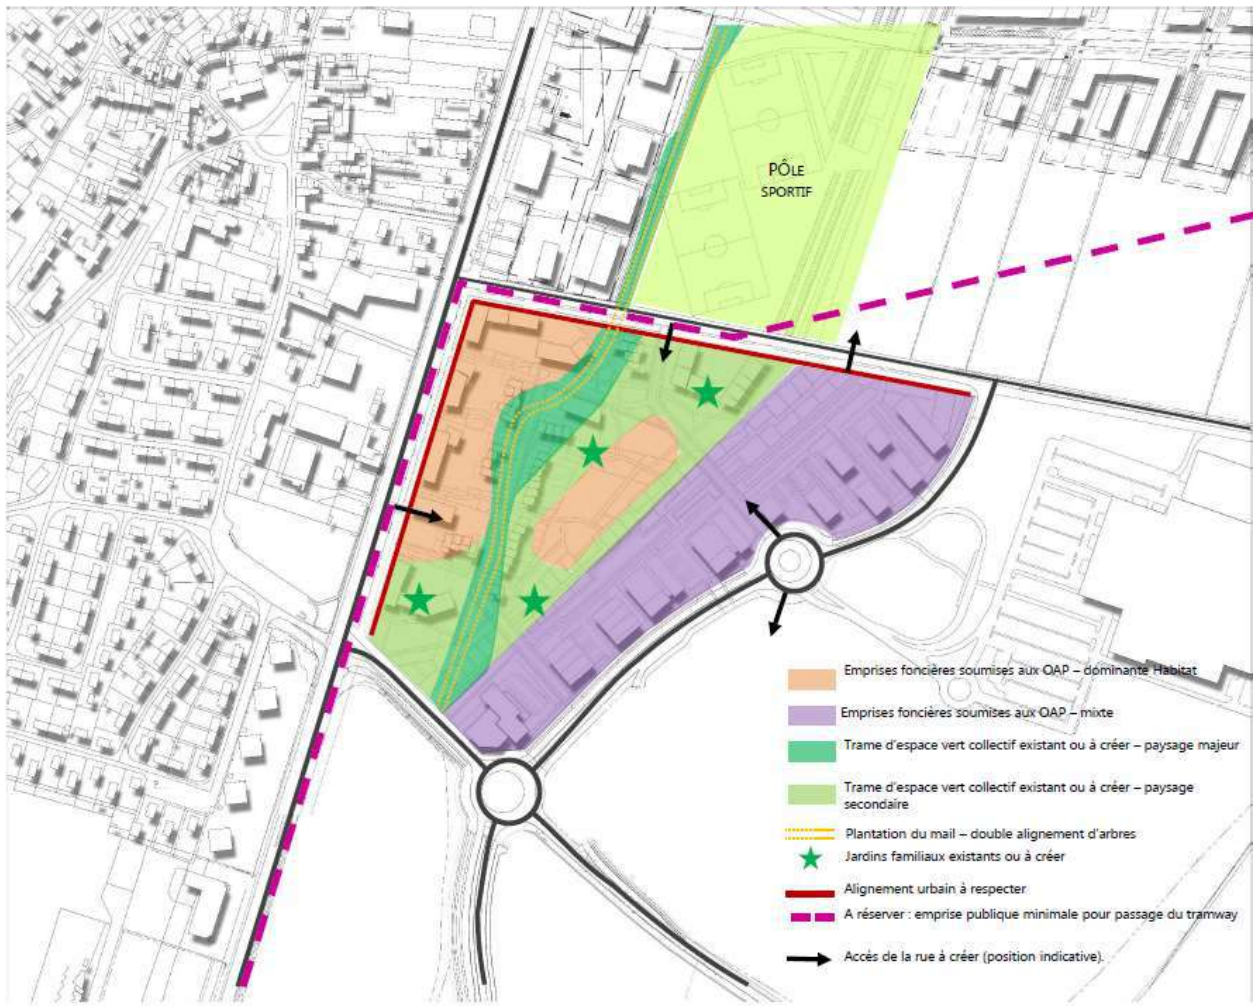 PÔLE
SPORTIF
Emprises foncières soumises aux OAP – dominante Habitat
Emprises foncières soumises aux OAP – mixte
Trame d'espace vert collectif existant ou à créer – paysage majeur
Trame d'espace vert collectif existant ou à créer – paysage
secondaire
Plantation du mail – double alignement d'arbres
Jardins familiaux existants ou à créer
Alignement urbain à respecter
A réserver : emprise publique minimale pour passage du tramway
Accès de la rue à créer (position indicative).